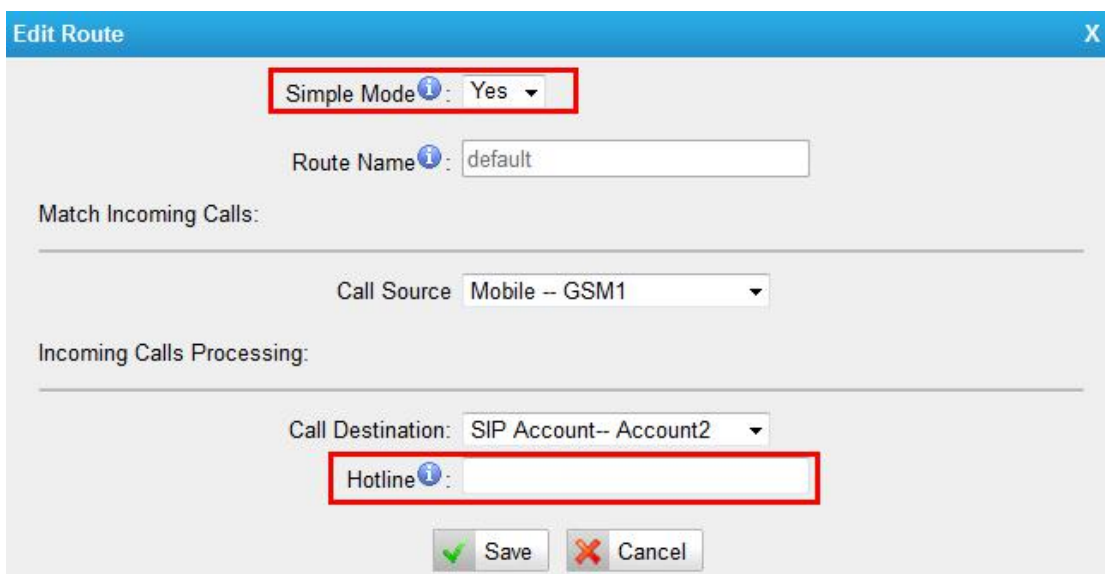 Edit Route X
Simple Mode i : Yes
Route Name i : default
Match Incoming Calls:
Call Source Mobile -- GSM1
Incoming Calls Processing:
Call Destination: SIP Account-- Account2
Hotline i :
Save Cancel